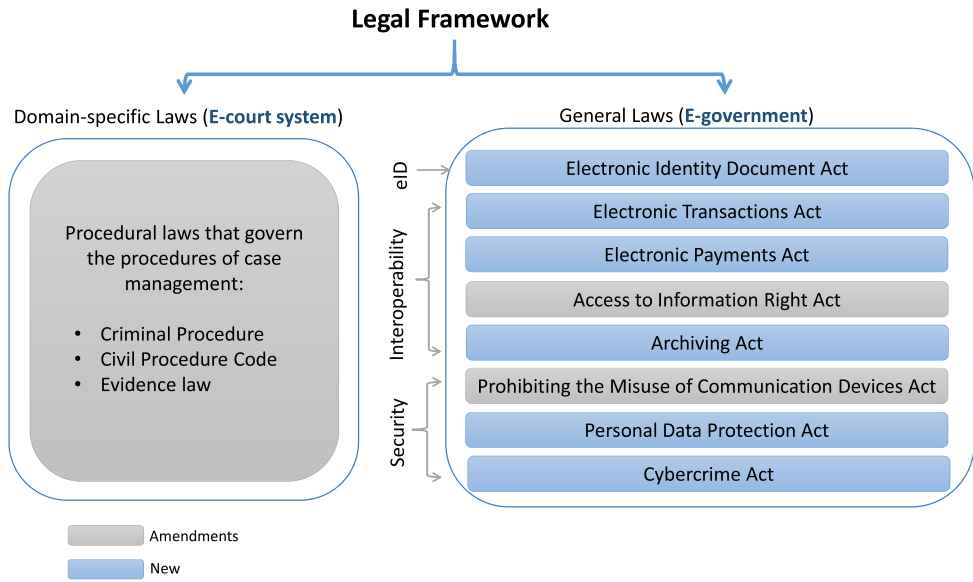 Legal Framework
Domain-specific Laws (E-court system)
General Laws (E-government)
Procedural laws that govern
the procedures of case
management:
• Criminal Procedure
• Civil Procedure Code
• Evidence law
eID
Interoperability
Security
Electronic Identity Document Act
Electronic Transactions Act
Electronic Payments Act
Access to Information Right Act
Archiving Act
Prohibiting the Misuse of Communication Devices Act
Personal Data Protection Act
Cybercrime Act
Amendments
New